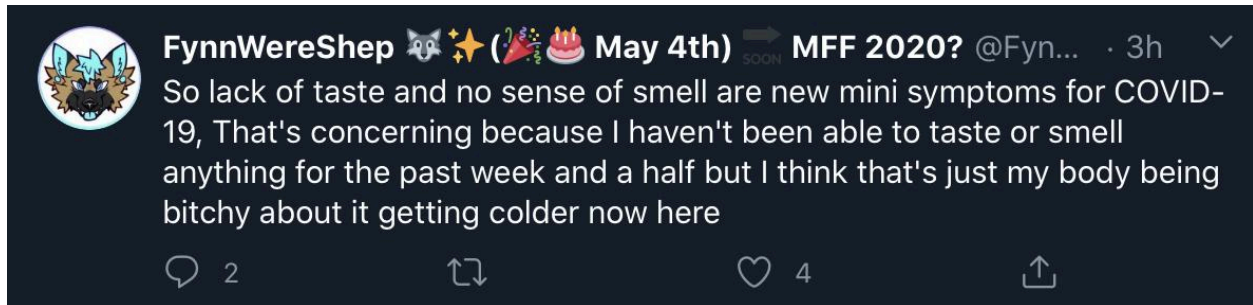 FynnWereShep 🐺✨(🎉🎂 May 4th) 🔜 MFF 2020? @Fyn... · 3h
So lack of taste and no sense of smell are new mini symptoms for COVID-
19, That's concerning because I haven't been able to taste or smell
anything for the past week and a half but I think that's just my body being
bitchy about it getting colder now here
2 4